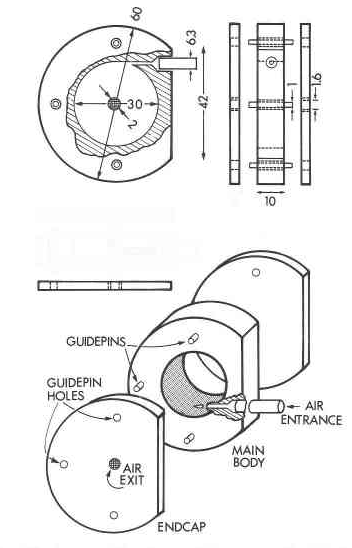 60
6.3
30
2
42
1
1.6
10
GUIDEPINS
GUIDEPIN
HOLES
AIR
ENTRANCE
AIR
EXIT
MAIN
BODY
ENDCAP